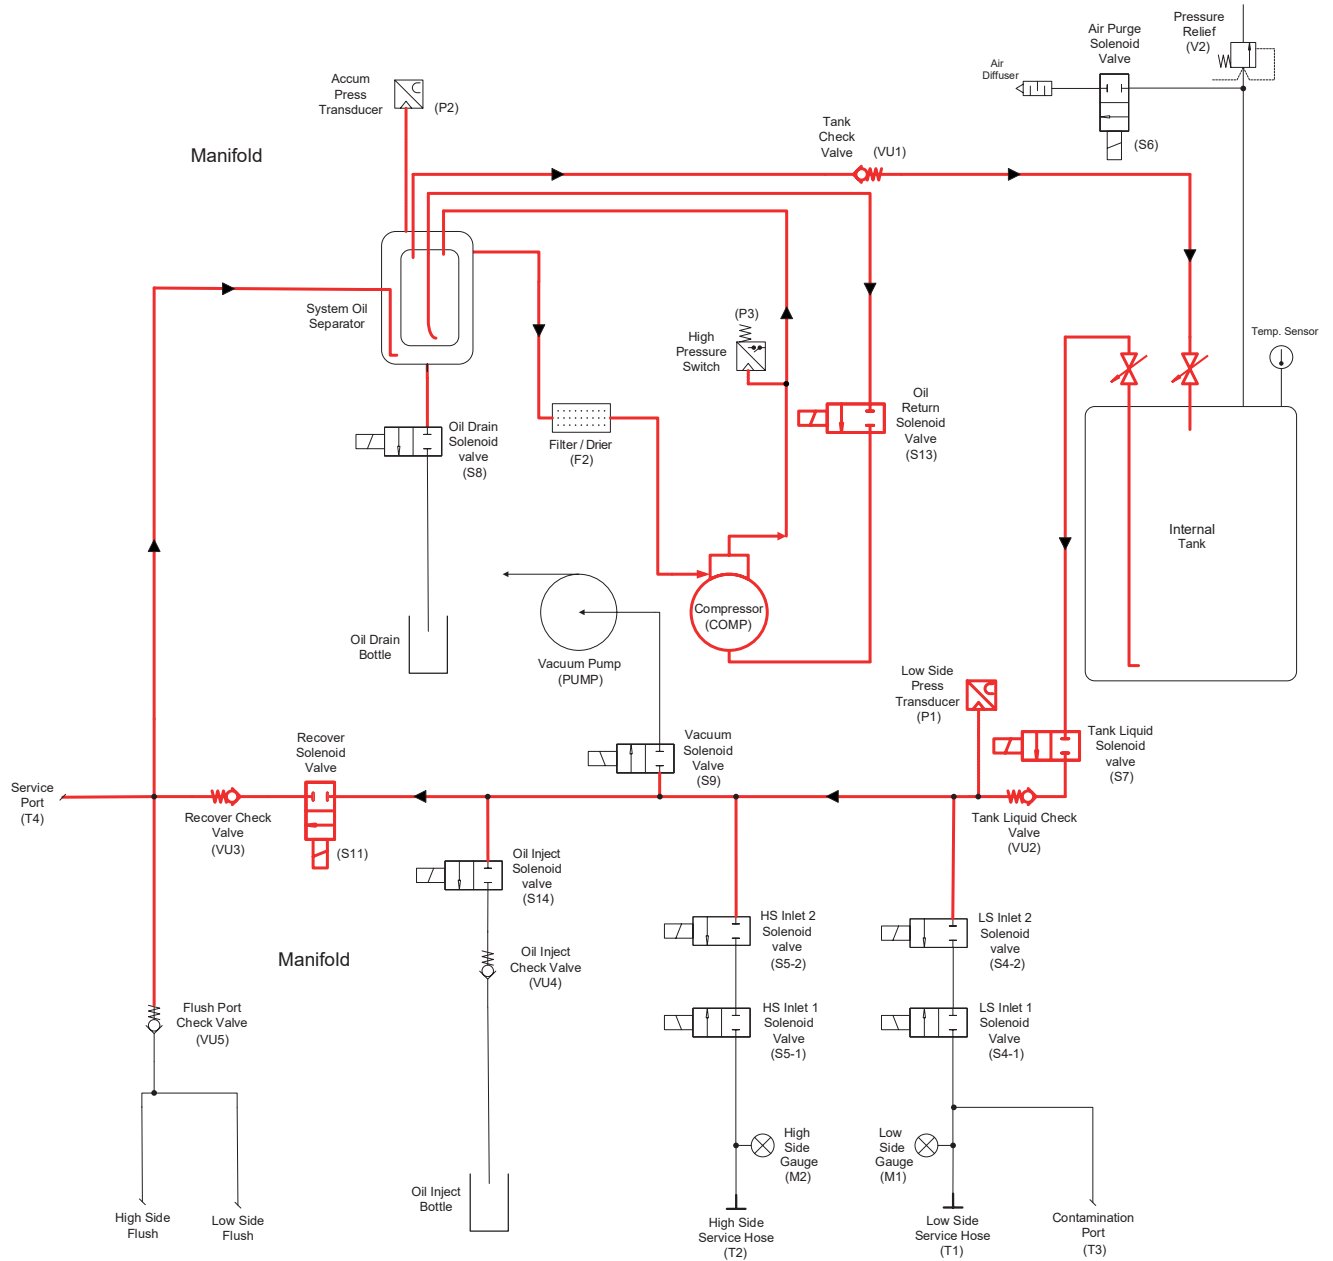 Pressure
Relief
(V2)
Air Purge
Solenoid
Valve
Air
Diffuser
(S6)
Accum
Press
Transducer
(P2)
Manifold
Tank
Check
Valve
(VU1)
System Oil
Separator
(P3)
High
Pressure
Switch
Temp. Sensor
Oil
Return
Solenoid
Valve
(S13)
Oil Drain
Solenoid
valve
(S8)
Filter / Drier
(F2)
Internal
Tank
Compressor
(COMP)
Oil Drain
Bottle
Vacuum Pump
(PUMP)
Low Side
Press
Transducer
(P1)
Recover
Solenoid
Valve
Vacuum
Solenoid
Valve
(S9)
Tank Liquid
Solenoid
valve
(S7)
Service
Port
(T4)
Recover Check
Valve
(VU3)
(S11)
Tank Liquid Check
Valve
(VU2)
Oil Inject
Solenoid
valve
(S14)
HS Inlet 2
Solenoid
valve
(S5-2)
LS Inlet 2
Solenoid
valve
(S4-2)
Manifold
Oil Inject
Check Valve
(VU4)
Flush Port
Check Valve
(VU5)
HS Inlet 1
Solenoid
Valve
(S5-1)
LS Inlet 1
Solenoid
Valve
(S4-1)
High
Side
Gauge
(M2)
Low
Side
Gauge
(M1)
Oil Inject
Bottle
High Side
Flush
Low Side
Flush
High Side
Service Hose
(T2)
Low Side
Service Hose
(T1)
Contamination
Port
(T3)